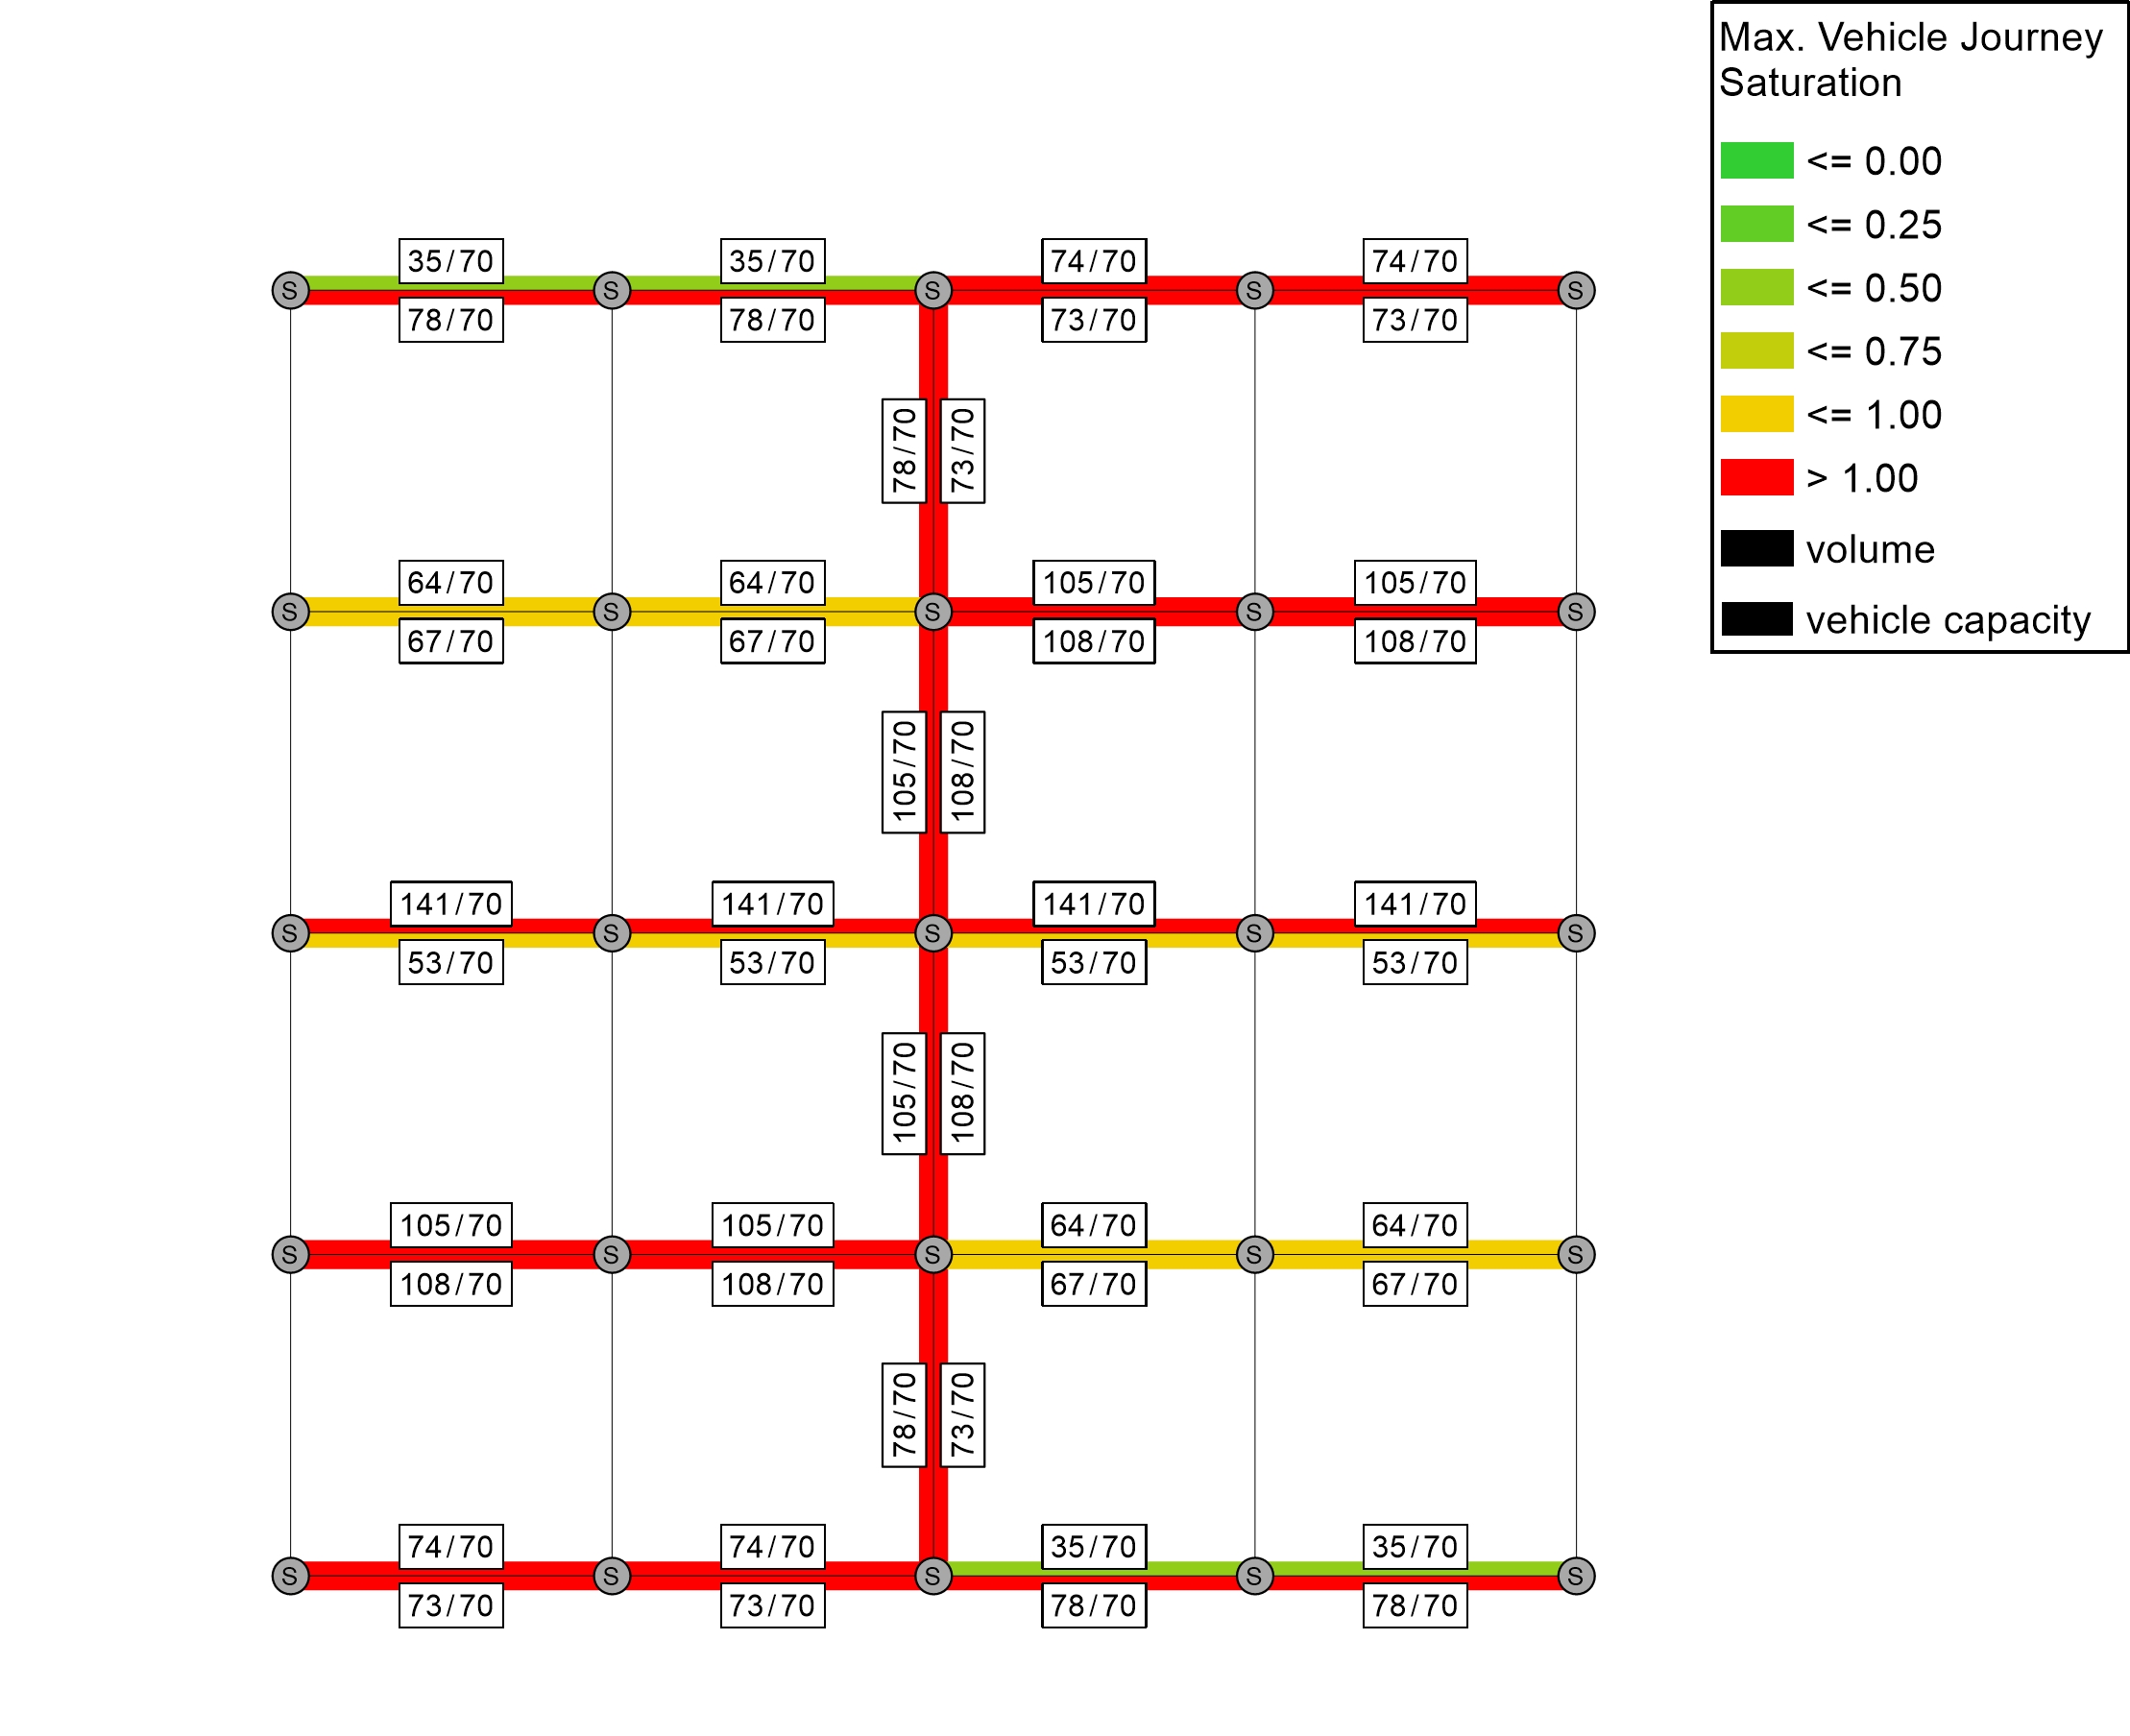 Max. Vehicle Journey
Saturation
<= 0.00
<= 0.25
<= 0.50
<= 0.75
<= 1.00
> 1.00
volume
vehicle capacity
35/70 35/70 74/70 74/70
S S S S S
78/70 78/70 73/70 73/70
78/70 73/70
64/70 64/70 105/70 105/70
S S S S S
67/70 67/70 108/70 108/70
105/70 108/70
141/70 141/70 141/70 141/70
S S S S S
53/70 53/70 53/70 53/70
105/70 108/70
105/70 105/70 64/70 64/70
S S S S S
108/70 108/70 67/70 67/70
78/70 73/70
74/70 74/70 35/70 35/70
S S S S S
73/70 73/70 78/70 78/70